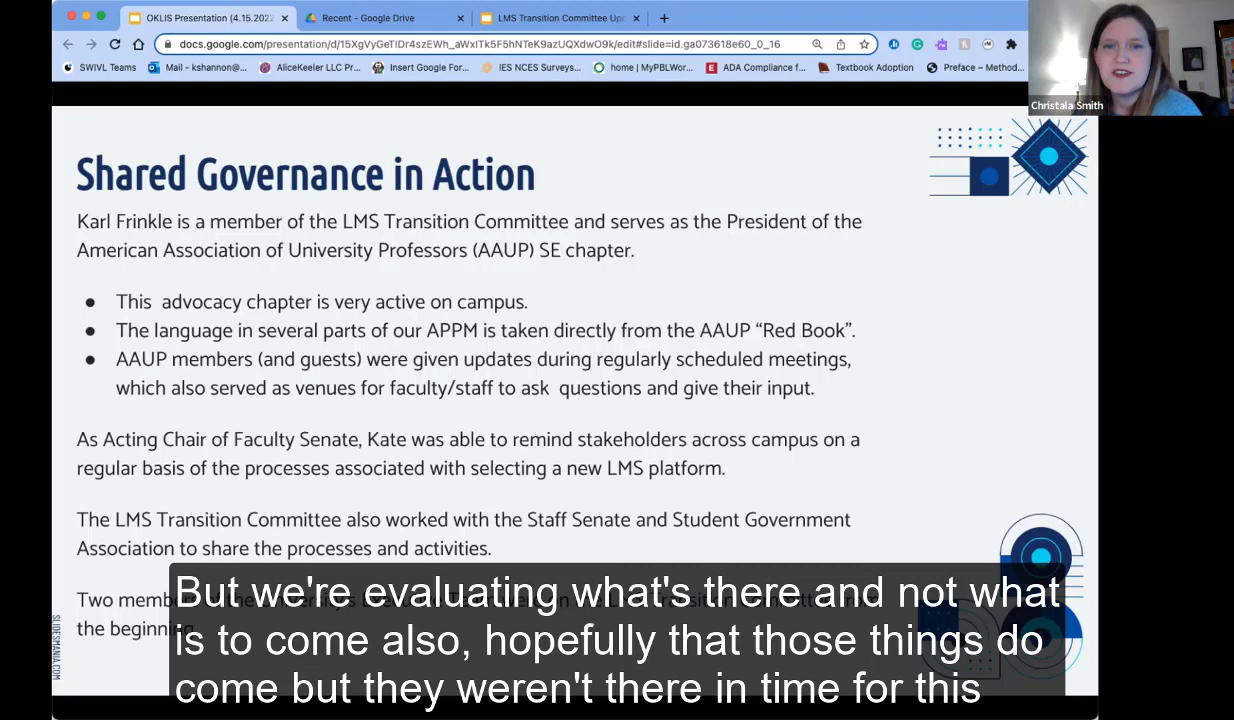 OKLIS Presentation (4.15.2022
Recent - Google Drive
LMS Transition Committee Upd
docs.google.com/presentation/d/15XgVyGeTlDr4szEWh_aWxlTk5F5hNTeK9azUQXdwO9k/edit#slide=id.ga073618e60_0_16
SWIVL Teams
Mail – kshannon@...
AliceKeeler LLC Pr...
Insert Google For...
IES NCES Surveys...
home | MyPBLWor...
ADA Compliance f...
Textbook Adoption
Preface – Method...
Christala Smith
Shared Governance in Action
Karl Frinkle is a member of the LMS Transition Committee and serves as the President of the
American Association of University Professors (AAUP) SE chapter.
● This advocacy chapter is very active on campus.
● The language in several parts of our APPM is taken directly from the AAUP “Red Book”.
● AAUP members (and guests) were given updates during regularly scheduled meetings,
which also served as venues for faculty/staff to ask questions and give their input.
As Acting Chair of Faculty Senate, Kate was able to remind stakeholders across campus on a
regular basis of the processes associated with selecting a new LMS platform.
The LMS Transition Committee also worked with the Staff Senate and Student Government
Association to share the processes and activities.
Two members of the University's
the beginning
SLIDESMANIA.COM
But we're evaluating what's there and not what
is to come also, hopefully that those things do
come but they weren't there in time for this